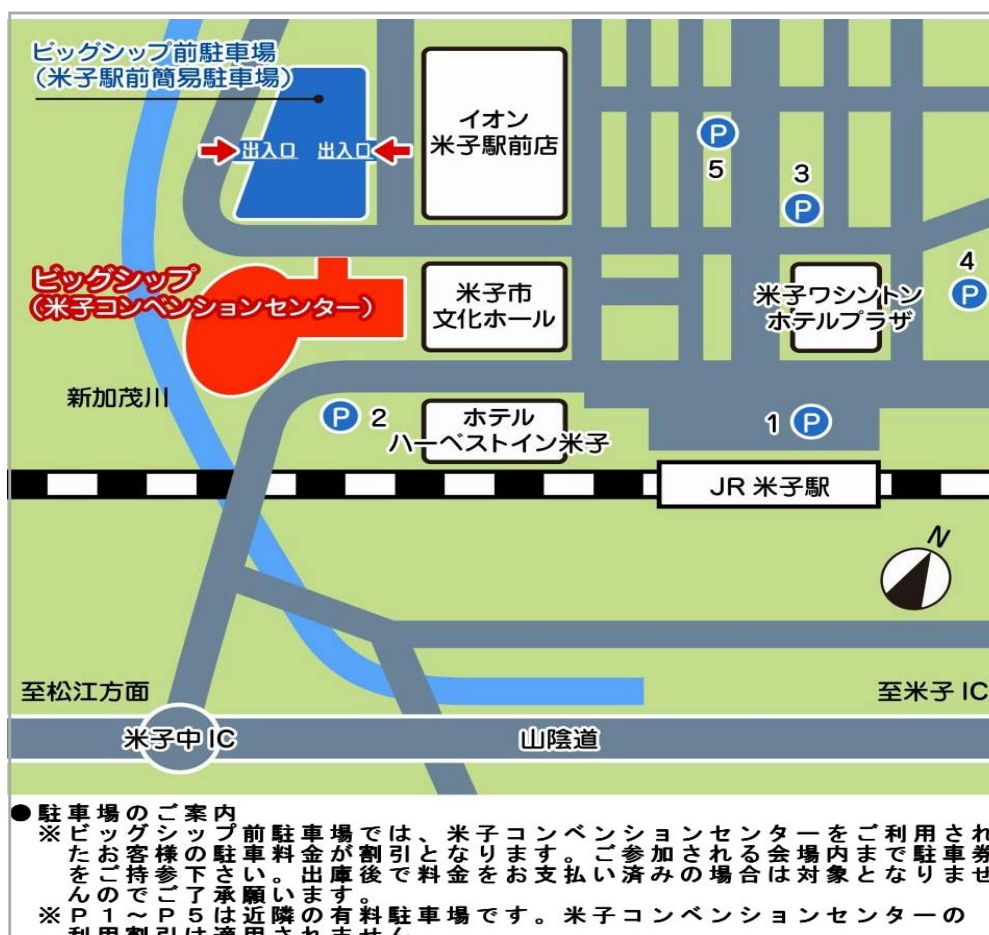 ビッグシップ前駐車場
（米子駅前簡易駐車場）
出入口 出入口
イオン
米子駅前店
P
5
3
P
4
P
ビッグシップ
（米子コンベンションセンター）
米子市
文化ホール
米子ワシントン
ホテルプラザ
新加茂川
P 2
ホテル
ハーベストイン米子
1 P
JR 米子駅
N
至松江方面
至米子 IC
米子中 IC
山陰道
●駐車場のご案内
※ビッグシップ前駐車場では、米子コンベンションセンターをご利用され
たお客様の駐車料金が割引となります。ご参加される会場内まで駐車券
をご持参下さい。出庫後で料金をお支払い済みの場合は対象となりませ
んのでご了承願います。
※Ｐ１～Ｐ５は近隣の有料駐車場です。米子コンベンションセンターの
利用割引は適用されません